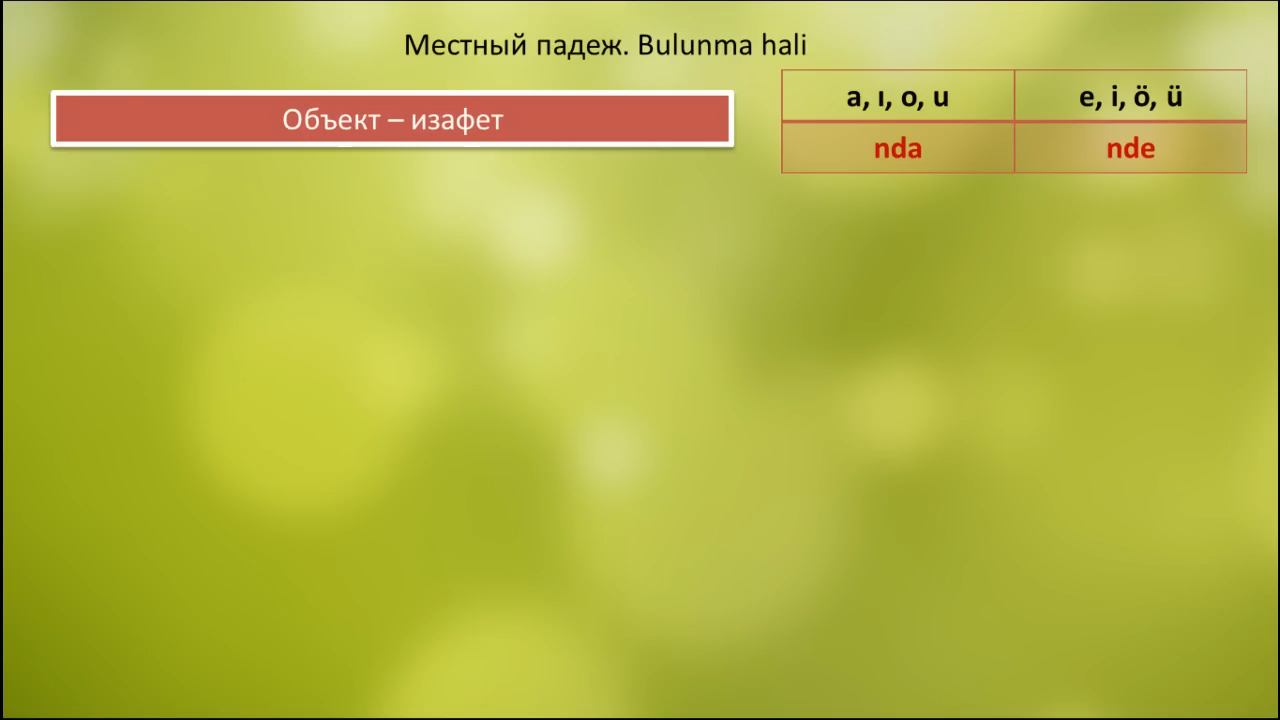 Местный падеж. Bulunma hali
Объект – изафет
a, ı, o, u
e, i, ö, ü
nda
nde